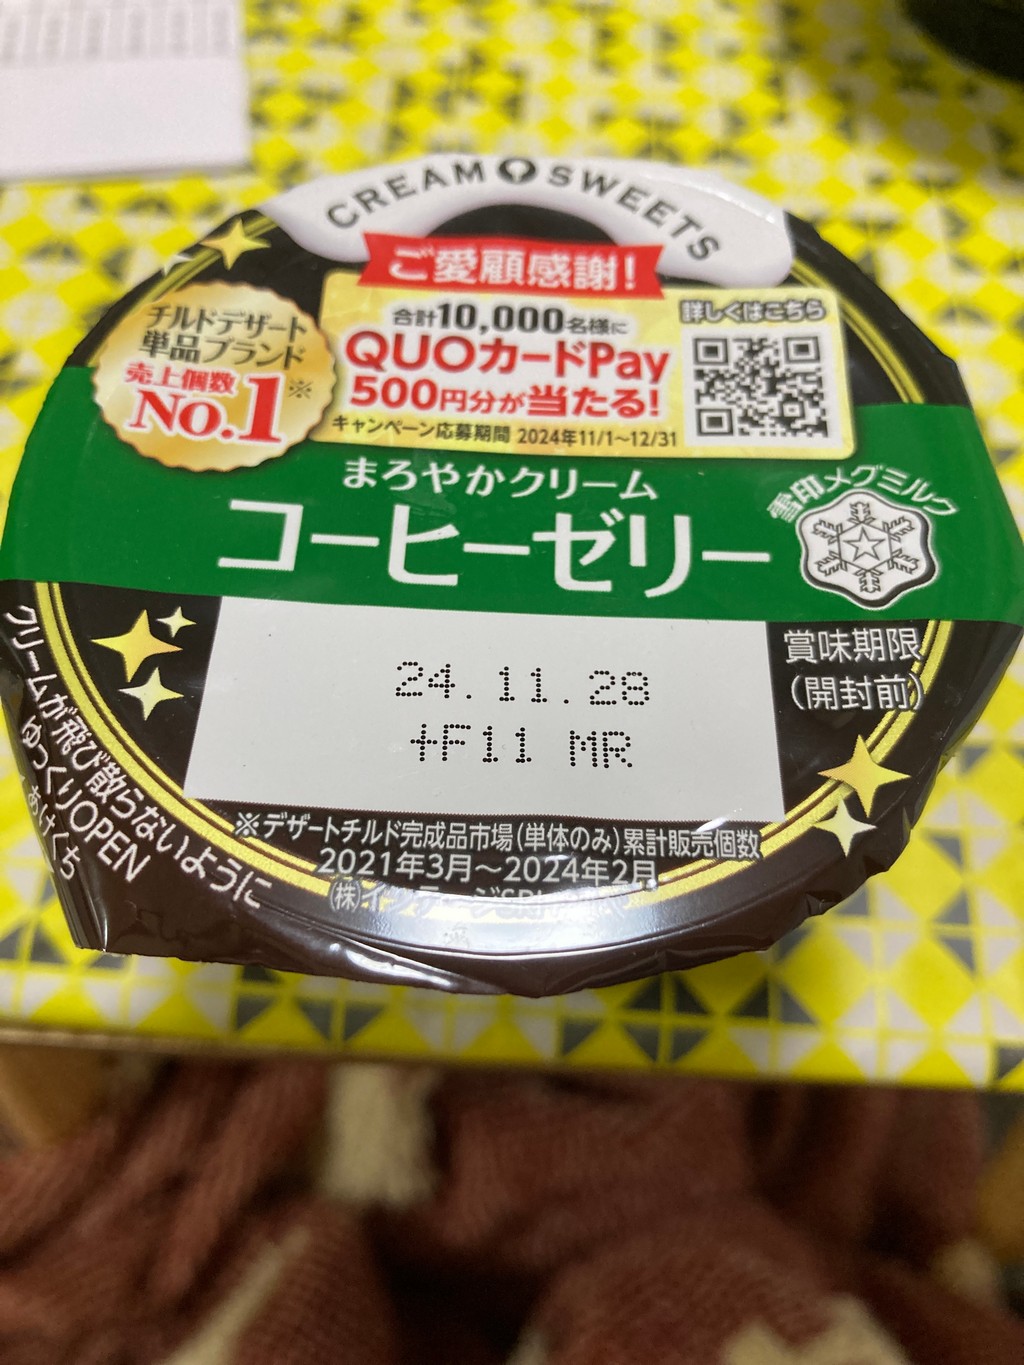 CREAM SWEETS
ご愛顧感謝!
チルドデザート
単品ブランド
売上個数
No.1※
合計10,000名様に
QUOカードPay
500円分が当たる!
キャンペーン応募期間 2024年11/1~12/31
詳しくはこちら
まろやかクリーム
コーヒーゼリー
雪印メグミルク
24.11.28
†F11 MR
賞味期限
(開封前)
クリームが飛び散らないように
ゆっくりOPEN
あけくち
※デザートチルド完成品市場(単体のみ)累計販売個数
2021年3月~2024年2月
(株)インテージSRI+